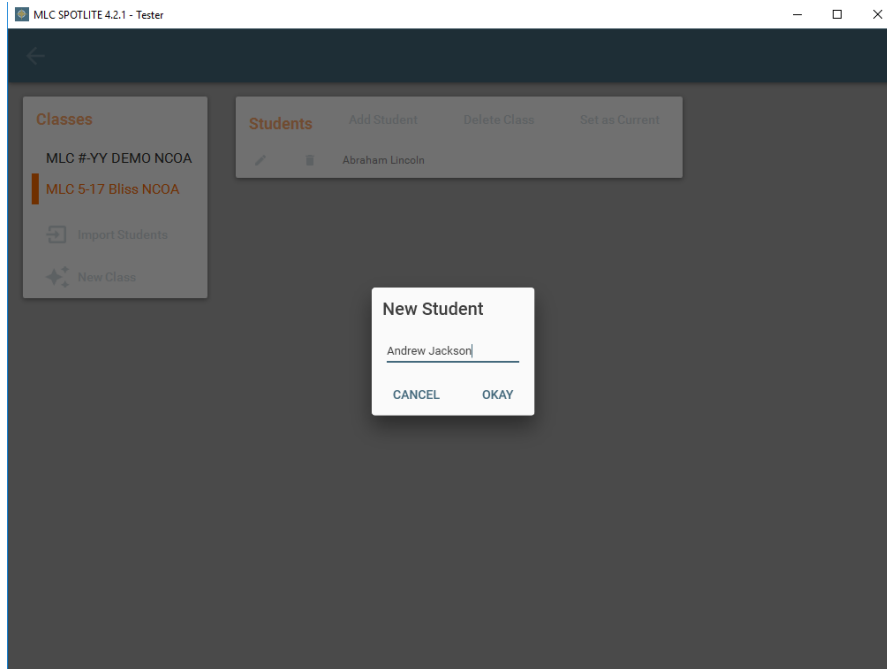 MLC SPOTLITE 4.2.1 - Tester
Classes
MLC #-YY DEMO NCOA
MLC 5-17 Bliss NCOA
Import Students
New Class
Students Add Student Delete Class Set as Current
Abraham Lincoln
New Student
Andrew Jackson
CANCEL OKAY